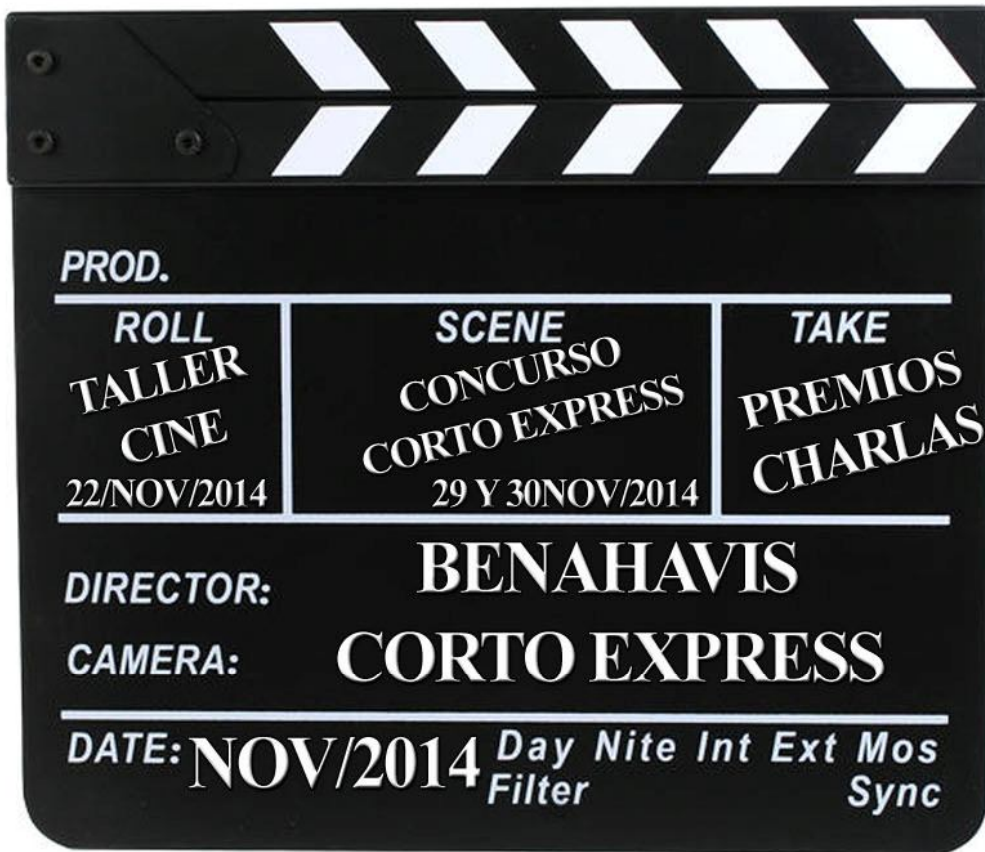 PROD.
ROLL
TALLER
CINE
22/NOV/2014
SCENE
CONCURSO
CORTO EXPRESS
29 Y 30NOV/2014
TAKE
PREMIOS
CHARLAS
DIRECTOR:
BENAHAVIS
CAMERA:
CORTO EXPRESS
DATE: NOV/2014 Day Nite Int Ext Mos
Filter Sync